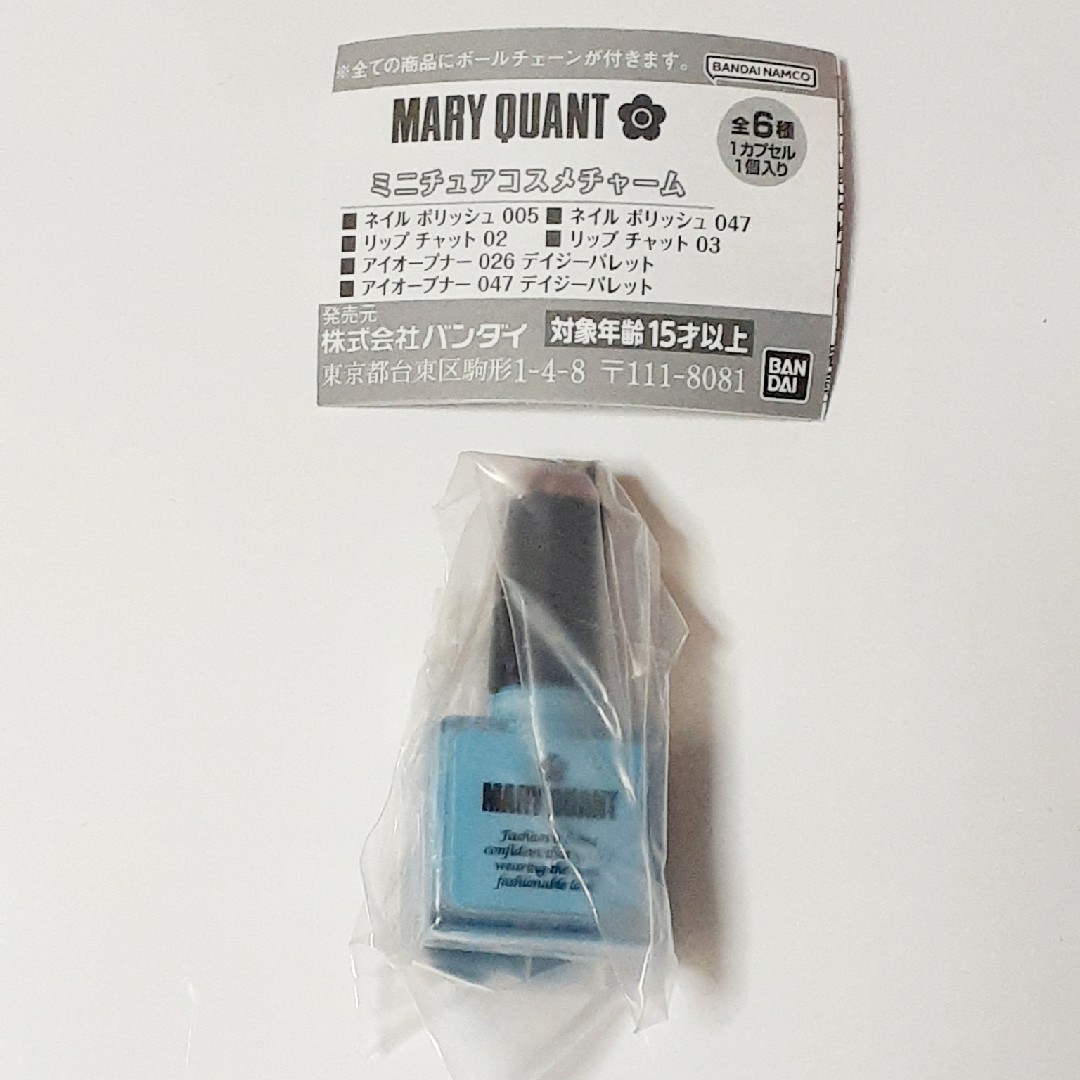 ※全ての商品にボールチェーンが付きます。
BANDAI NAMCO
MARY QUANT
全6種
1カプセル
1個入り
ミニチュアコスメチャーム
■ ネイル ポリッシュ 005 ■ ネイル ポリッシュ 047
■ リップ チャット 02 ■ リップ チャット 03
■ アイオープナー 026 デイジーパレット
■ アイオープナー 047 デイジーパレット
発売元
株式会社バンダイ 対象年齢15才以上
東京都台東区駒形1-4-8 〒111-8081
BAN
DAI
MARY QUANT
Fashion
confident
wearing the
fashionable